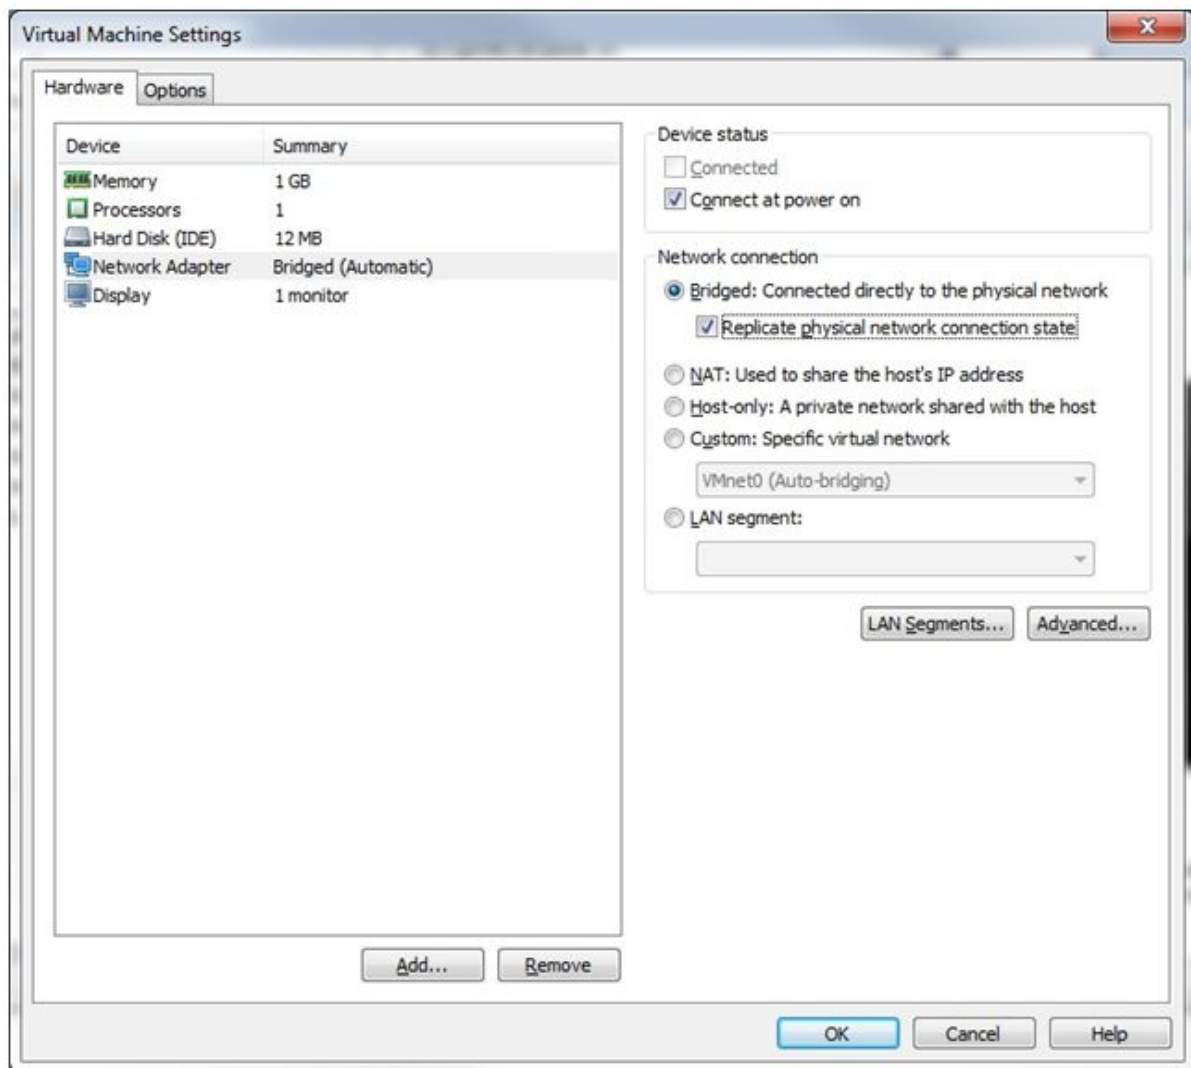 Virtual Machine Settings
Hardware
Options
Device Summary
Memory 1 GB
Processors 1
Hard Disk (IDE) 12 MB
Network Adapter Bridged (Automatic)
Display 1 monitor
Add...
Remove
Device status
Connected
Connect at power on
Network connection
Bridged: Connected directly to the physical network
Replicate physical network connection state
NAT: Used to share the host's IP address
Host-only: A private network shared with the host
Custom: Specific virtual network
VMnet0 (Auto-bridging)
LAN segment:
LAN Segments...
Advanced...
OK
Cancel
Help